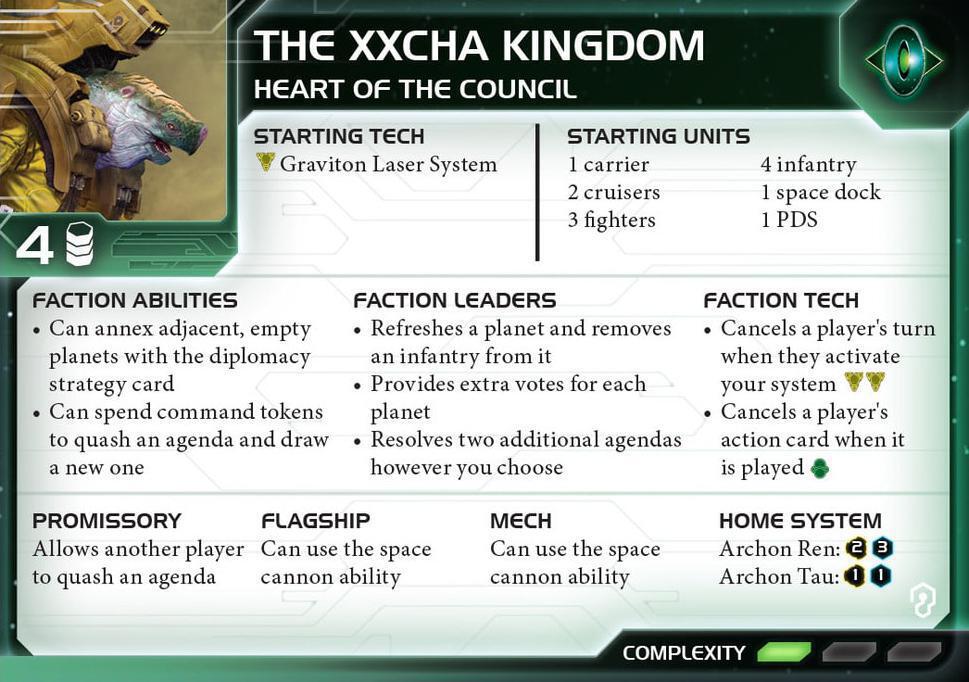 THE XXCHA KINGDOM
HEART OF THE COUNCIL
4
STARTING TECH
Graviton Laser System
STARTING UNITS
1 carrier
2 cruisers
3 fighters
4 infantry
1 space dock
1 PDS
FACTION ABILITIES
• Can annex adjacent, empty
planets with the diplomacy
strategy card
• Can spend command tokens
to quash an agenda and draw
a new one
FACTION LEADERS
• Refreshes a planet and removes
an infantry from it
• Provides extra votes for each
planet
• Resolves two additional agendas
however you choose
FACTION TECH
• Cancels a player's turn
when they activate
your system
• Cancels a player's
action card when it
is played
PROMISSORY
Allows another player
to quash an agenda
FLAGSHIP
Can use the space
cannon ability
MECH
Can use the space
cannon ability
HOME SYSTEM
Archon Ren: 2 3
Archon Tau: 1 1
COMPLEXITY